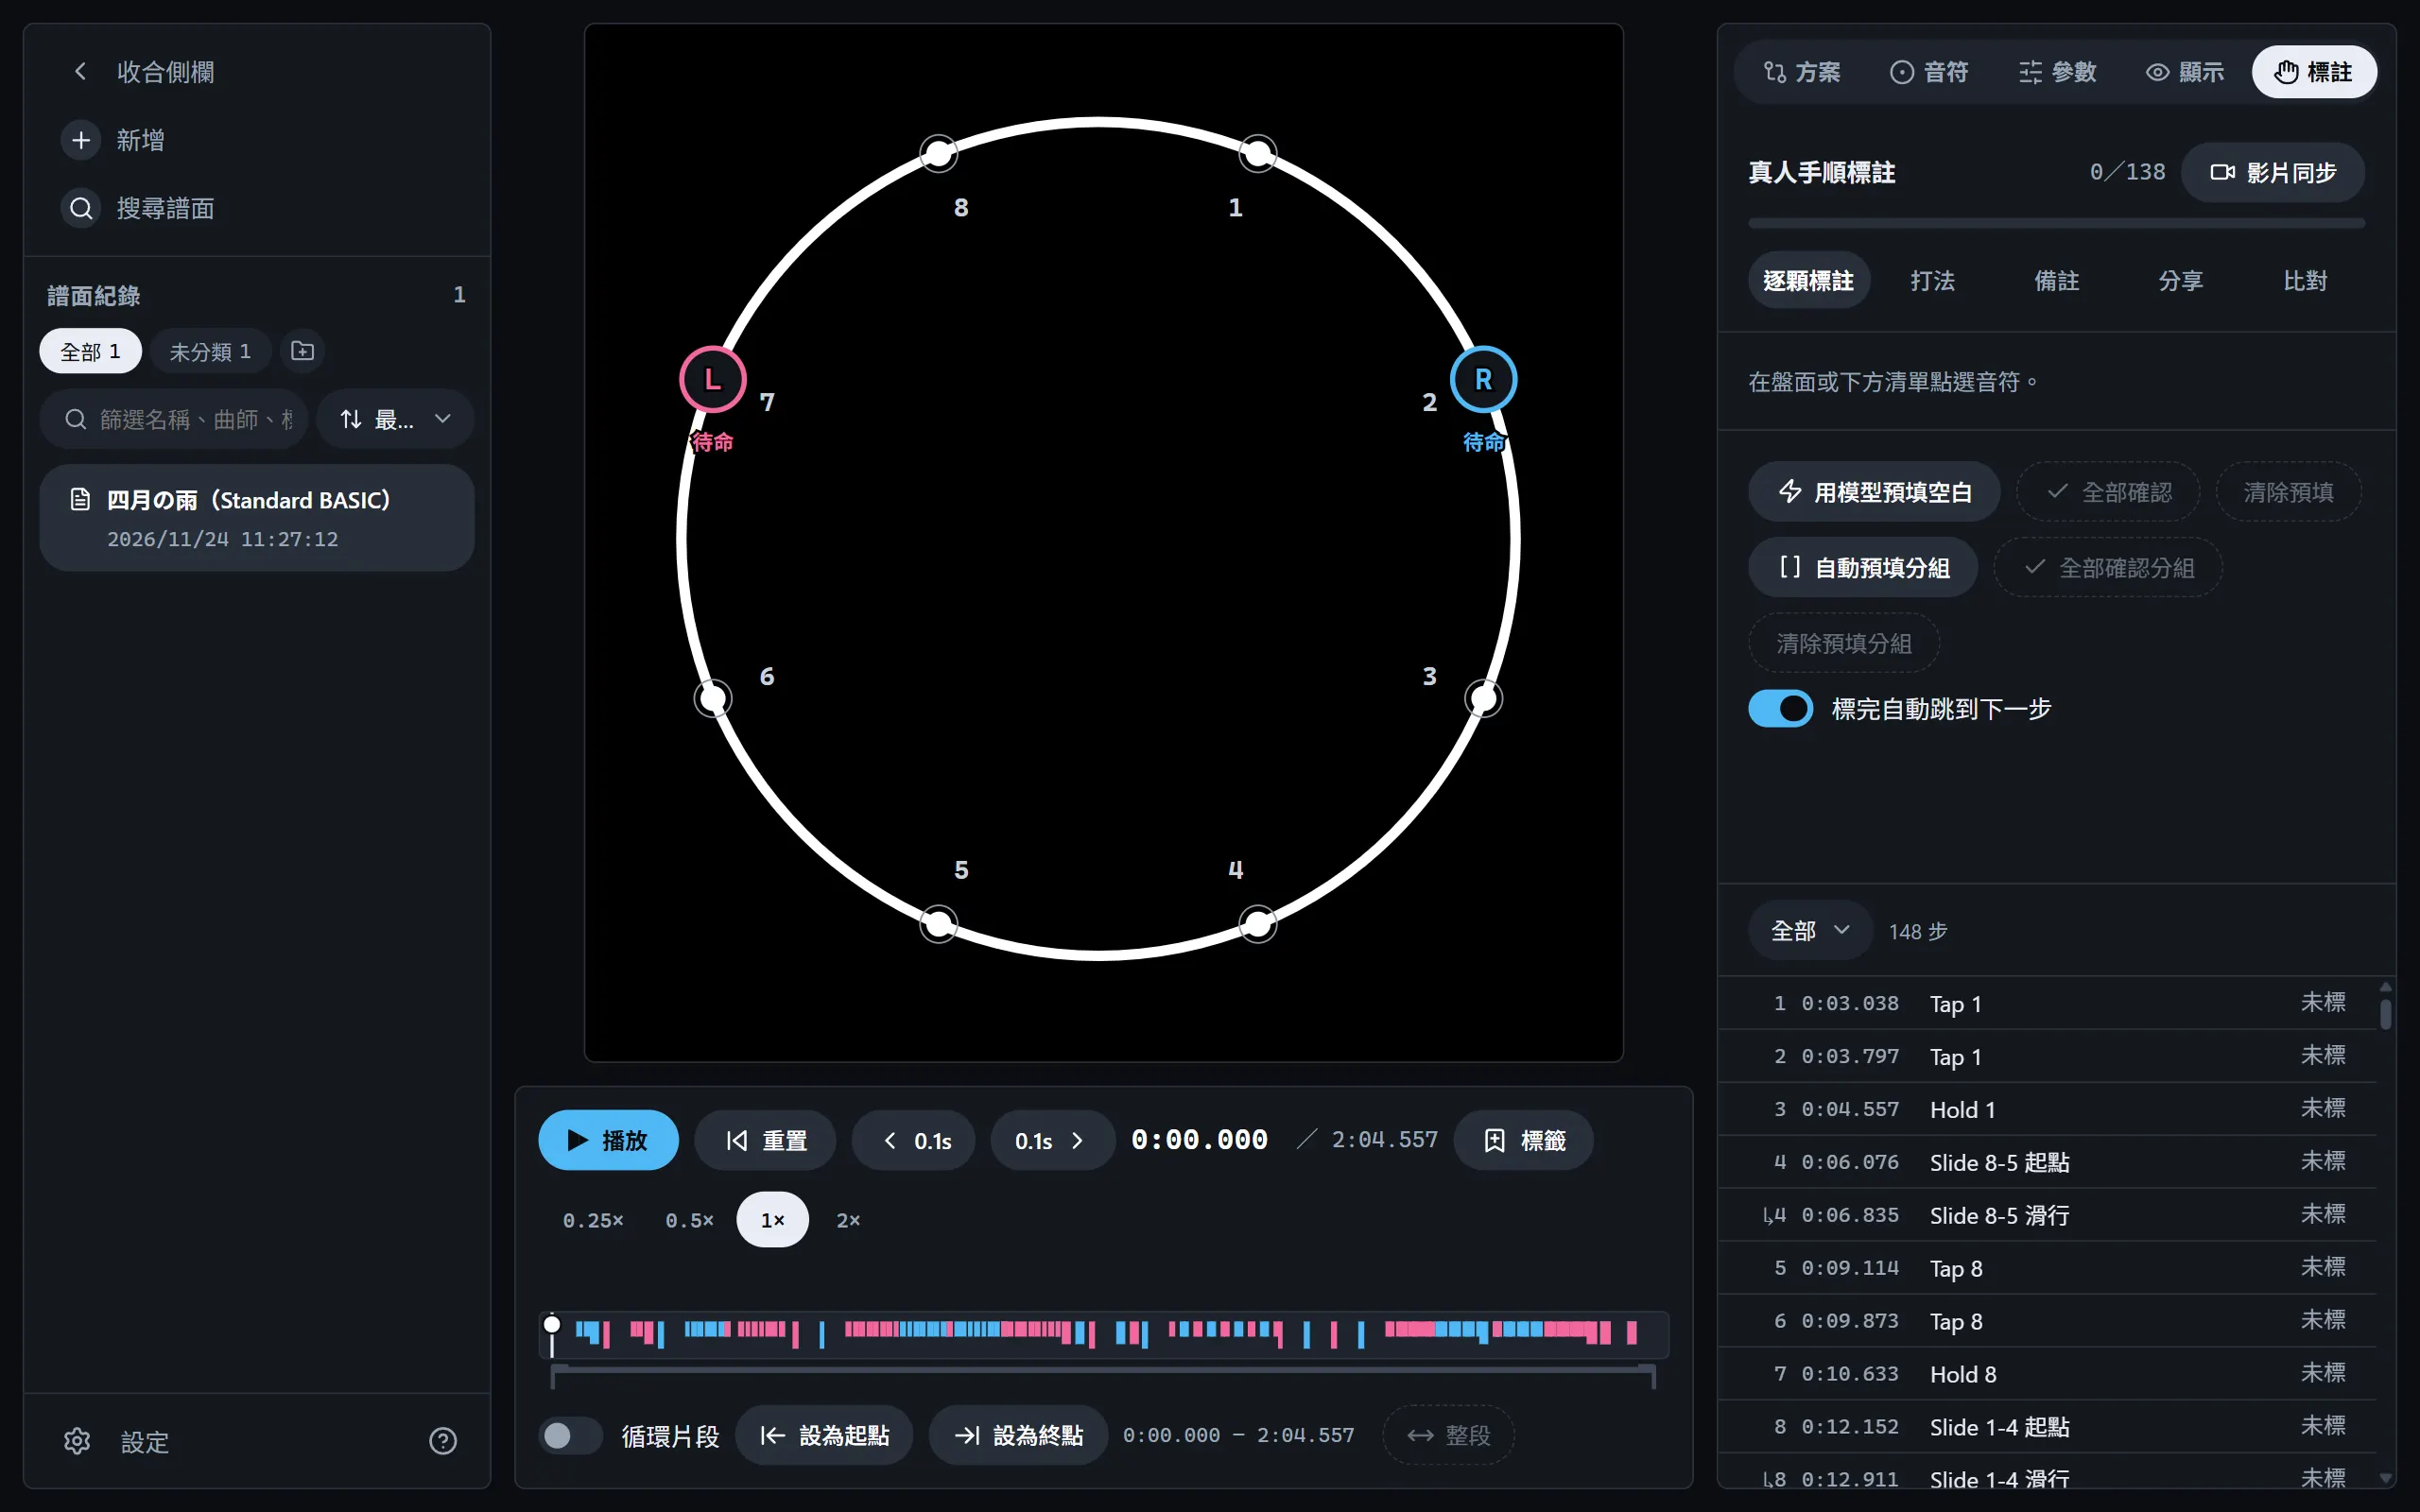 收合側欄
新增
搜尋譜面
譜面紀錄 1
全部 1 未分類 1
篩選名稱、曲師、 最...
四月の雨（Standard BASIC）
2026/11/24 11:27:12
設定
8 1
L 7 2 R
待命 待命
6 3
5 4
播放 重置 0.1s 0.1s 0:00.000 ／ 2:04.557 標籤
0.25× 0.5× 1× 2×
循環片段 設為起點 設為終點 0:00.000 – 2:04.557 整段
方案 音符 參數 顯示 標註
真人手順標註 0／138 影片同步
逐顆標註 打法 備註 分享 比對
在盤面或下方清單點選音符。
用模型預填空白 全部確認 清除預填
自動預填分組 全部確認分組
清除預填分組
標完自動跳到下一步
全部 148 步
1 0:03.038 Tap 1 未標
2 0:03.797 Tap 1 未標
3 0:04.557 Hold 1 未標
4 0:06.076 Slide 8-5 起點 未標
↳4 0:06.835 Slide 8-5 滑行 未標
5 0:09.114 Tap 8 未標
6 0:09.873 Tap 8 未標
7 0:10.633 Hold 8 未標
8 0:12.152 Slide 1-4 起點 未標
↳8 0:12.911 Slide 1-4 滑行 未標